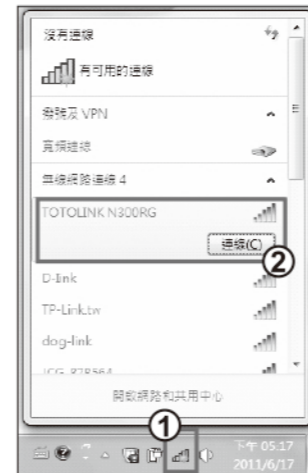 沒有連線
有可用的連線
撥號及 VPN
寬頻連線
無線網路連線 4
TOTOLINK N300RG
連線(C)
②
D-link
TP-Link.tw
dog-link
開啟網路和共用中心
①
下午 05:17
2011/6/17